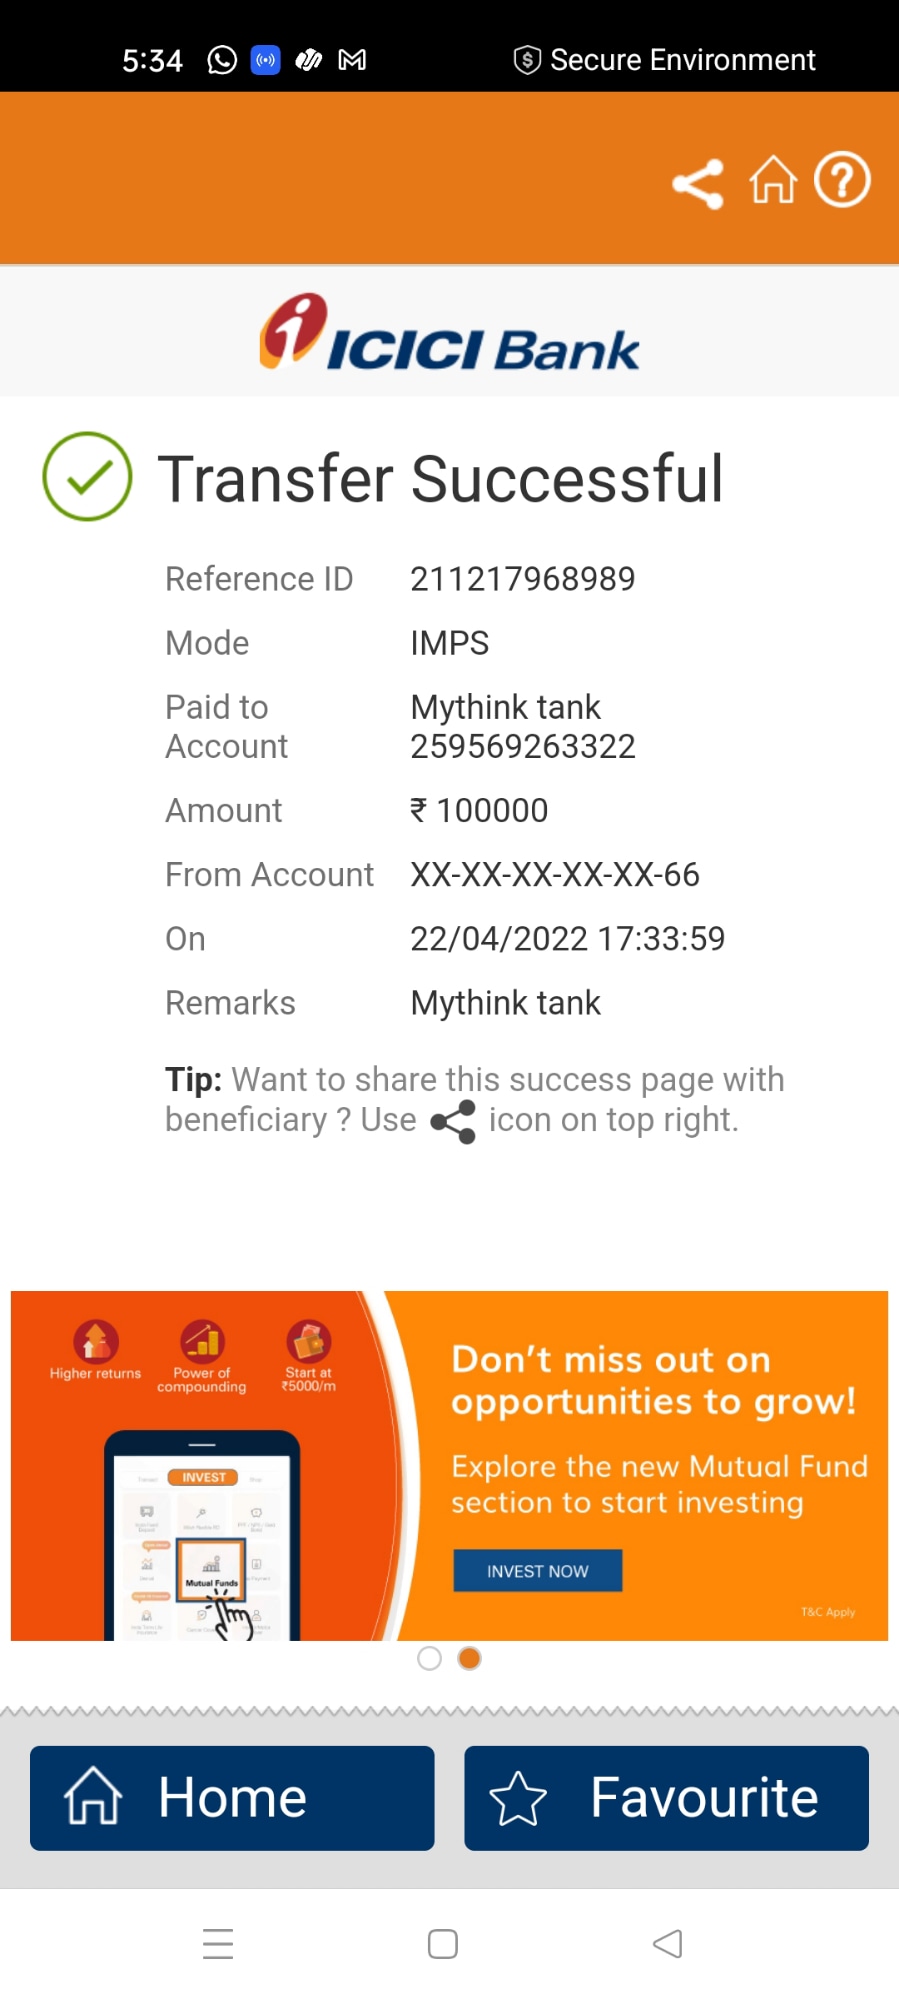 5:34
Secure Environment
ICICI Bank
Transfer Successful
Reference ID 211217968989
Mode IMPS
Paid to Mythink tank
Account 259569263322
Amount ₹ 100000
From Account XX-XX-XX-XX-XX-66
On 22/04/2022 17:33:59
Remarks Mythink tank
Tip: Want to share this success page with
beneficiary ? Use icon on top right.
Higher returns
Power of
compounding
Start at
₹5000/m
INVEST
Mutual Funds
Don't miss out on
opportunities to grow!
Explore the new Mutual Fund
section to start investing
INVEST NOW
T&C Apply
Home
Favourite